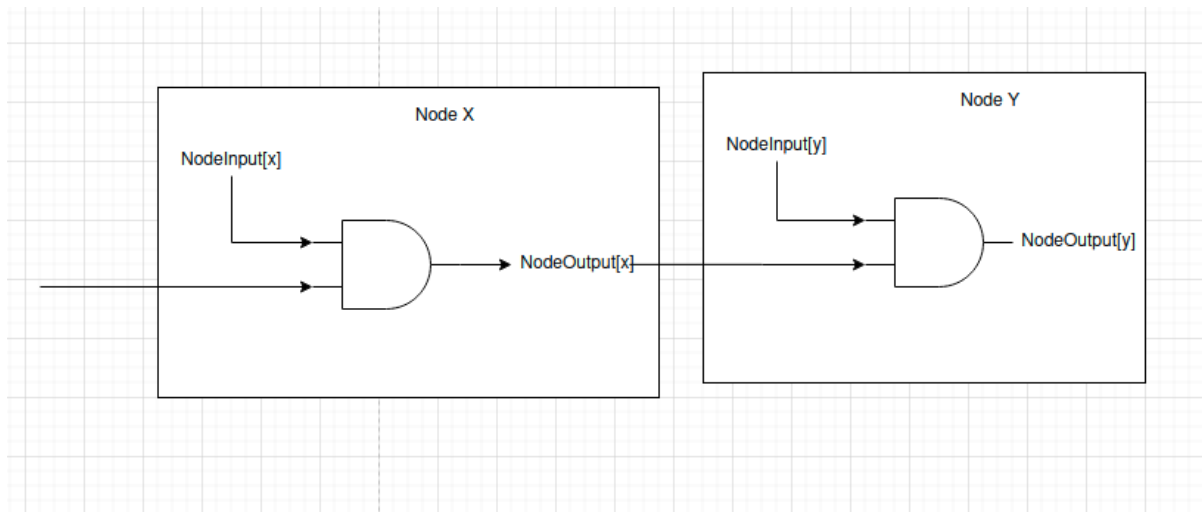 Node X
NodeInput[x]
NodeOutput[x]
Node Y
NodeInput[y]
NodeOutput[y]